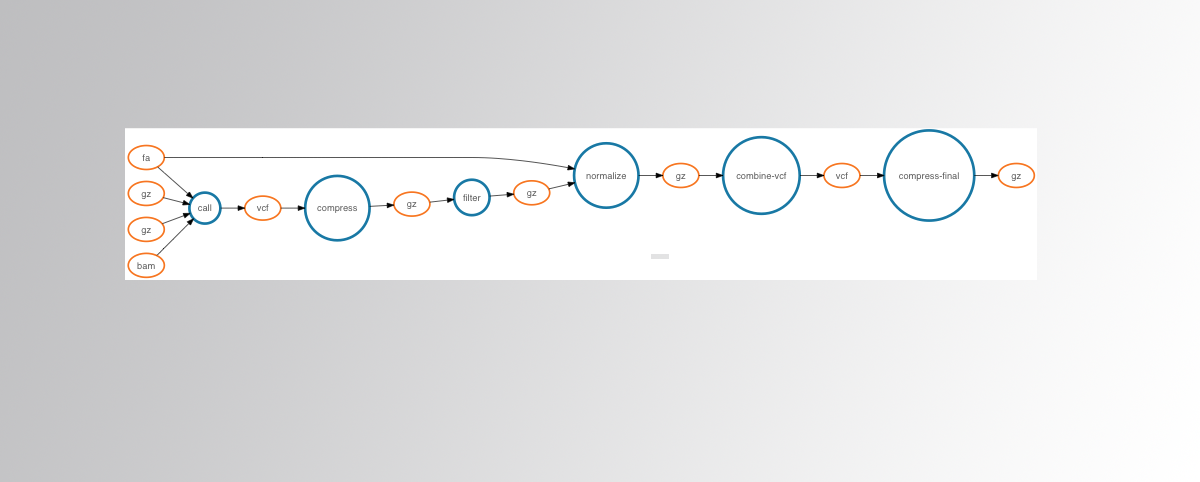 fa
gz
gz
bam
call
vcf
compress
gz
filter
gz
normalize
gz
combine-vcf
vcf
compress-final
gz